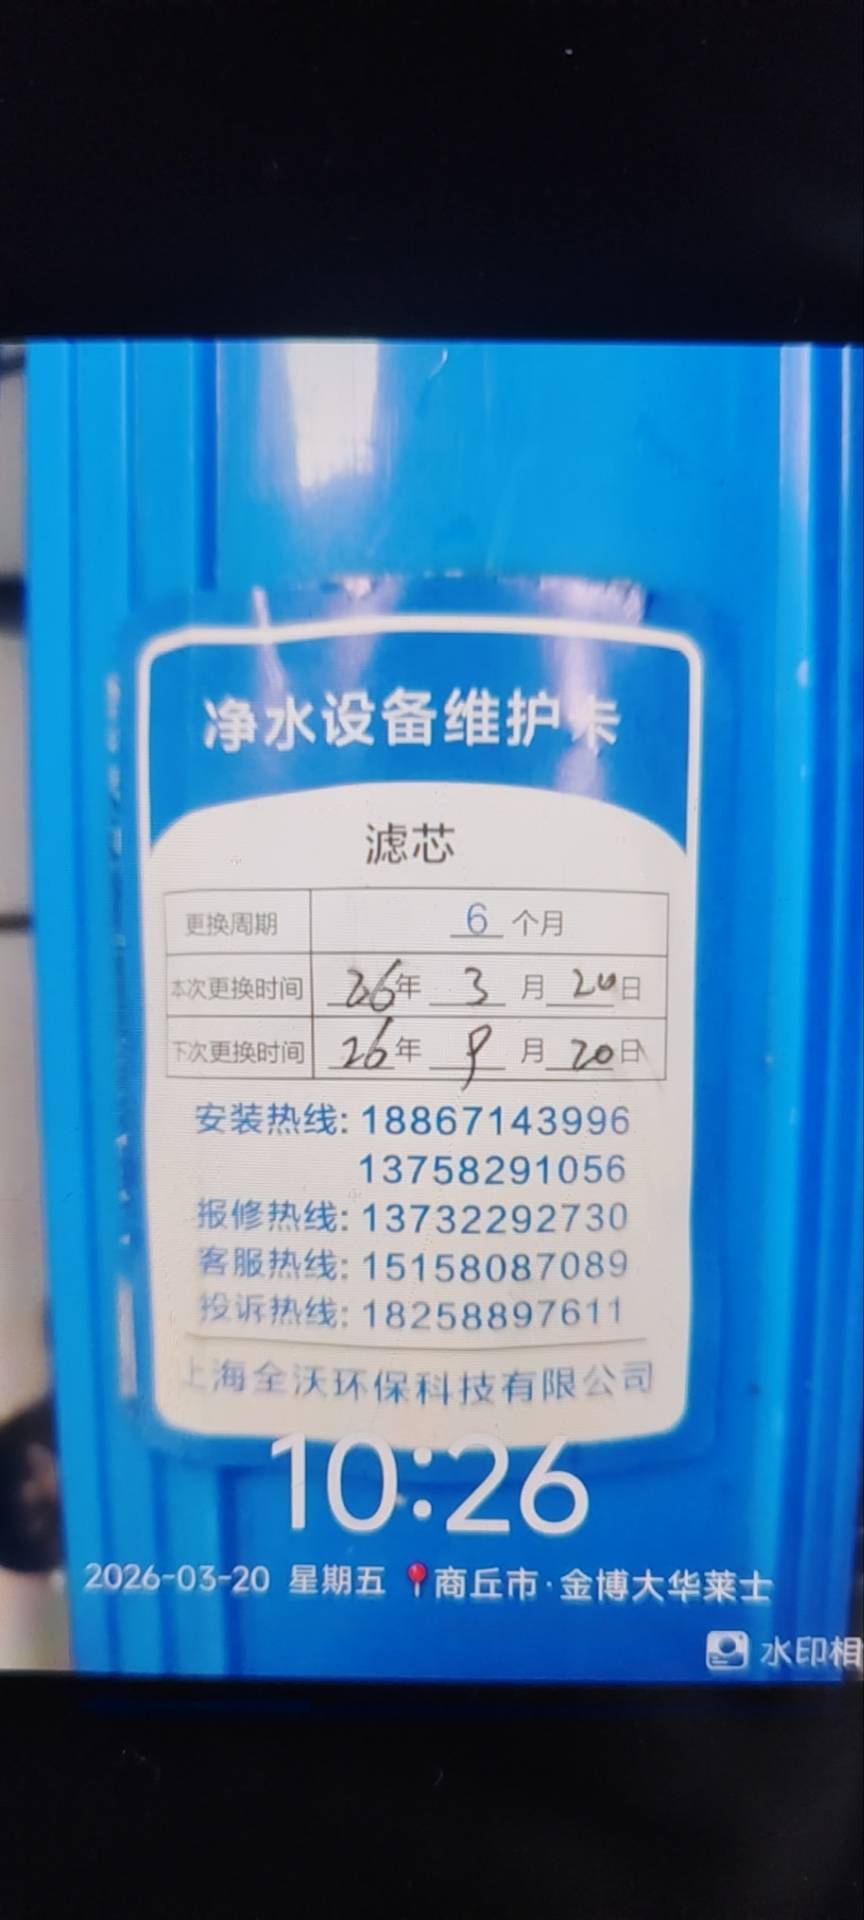 净水设备维护卡
滤芯
更换周期 6 个月
本次更换时间 26年 3 月 20日
下次更换时间 26年 9 月 20日
安装热线: 18867143996
13758291056
报修热线: 13732292730
客服热线: 15158087089
投诉热线: 18258897611
上海全沃环保科技有限公司
10:26
2026-03-20 星期五 📍商丘市·金博大华莱士
水印相